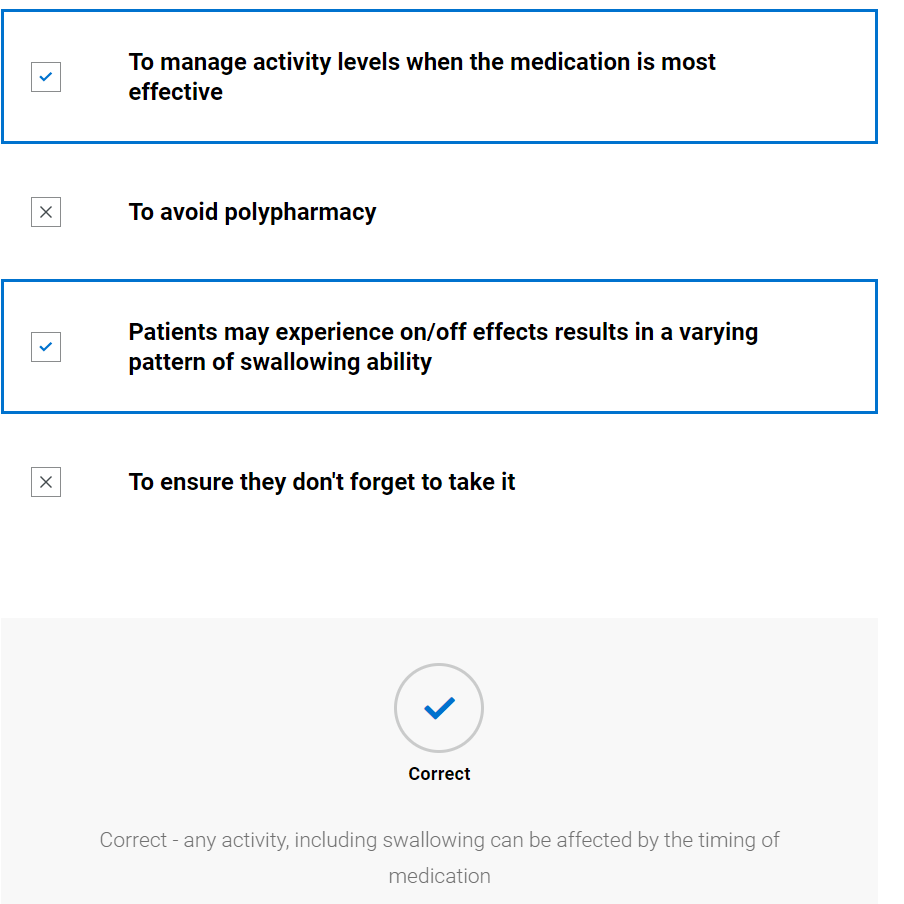 To manage activity levels when the medication is most
effective
To avoid polypharmacy
Patients may experience on/off effects results in a varying
pattern of swallowing ability
To ensure they don't forget to take it
Correct
Correct - any activity, including swallowing can be affected by the timing of
medication